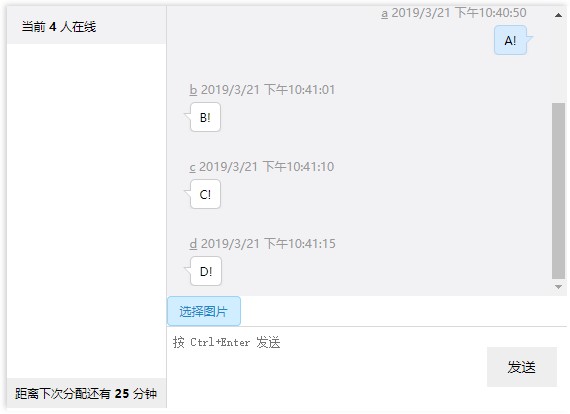 当前 4 人在线
a 2019/3/21 下午10:40:50
A!
b 2019/3/21 下午10:41:01
B!
c 2019/3/21 下午10:41:10
C!
d 2019/3/21 下午10:41:15
D!
选择图片
按 Ctrl+Enter 发送
发送
距离下次分配还有 25 分钟